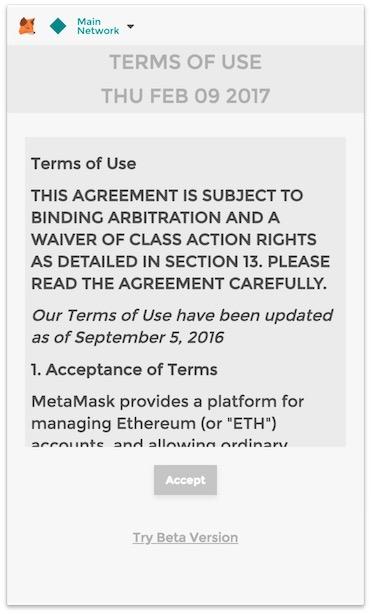 Main
Network
TERMS OF USE
THU FEB 09 2017
Terms of Use
THIS AGREEMENT IS SUBJECT TO
BINDING ARBITRATION AND A
WAIVER OF CLASS ACTION RIGHTS
AS DETAILED IN SECTION 13. PLEASE
READ THE AGREEMENT CAREFULLY.
Our Terms of Use have been updated
as of September 5, 2016
1. Acceptance of Terms
MetaMask provides a platform for
managing Ethereum (or "ETH")
accounts, and allowing ordinary
Accept
Try Beta Version